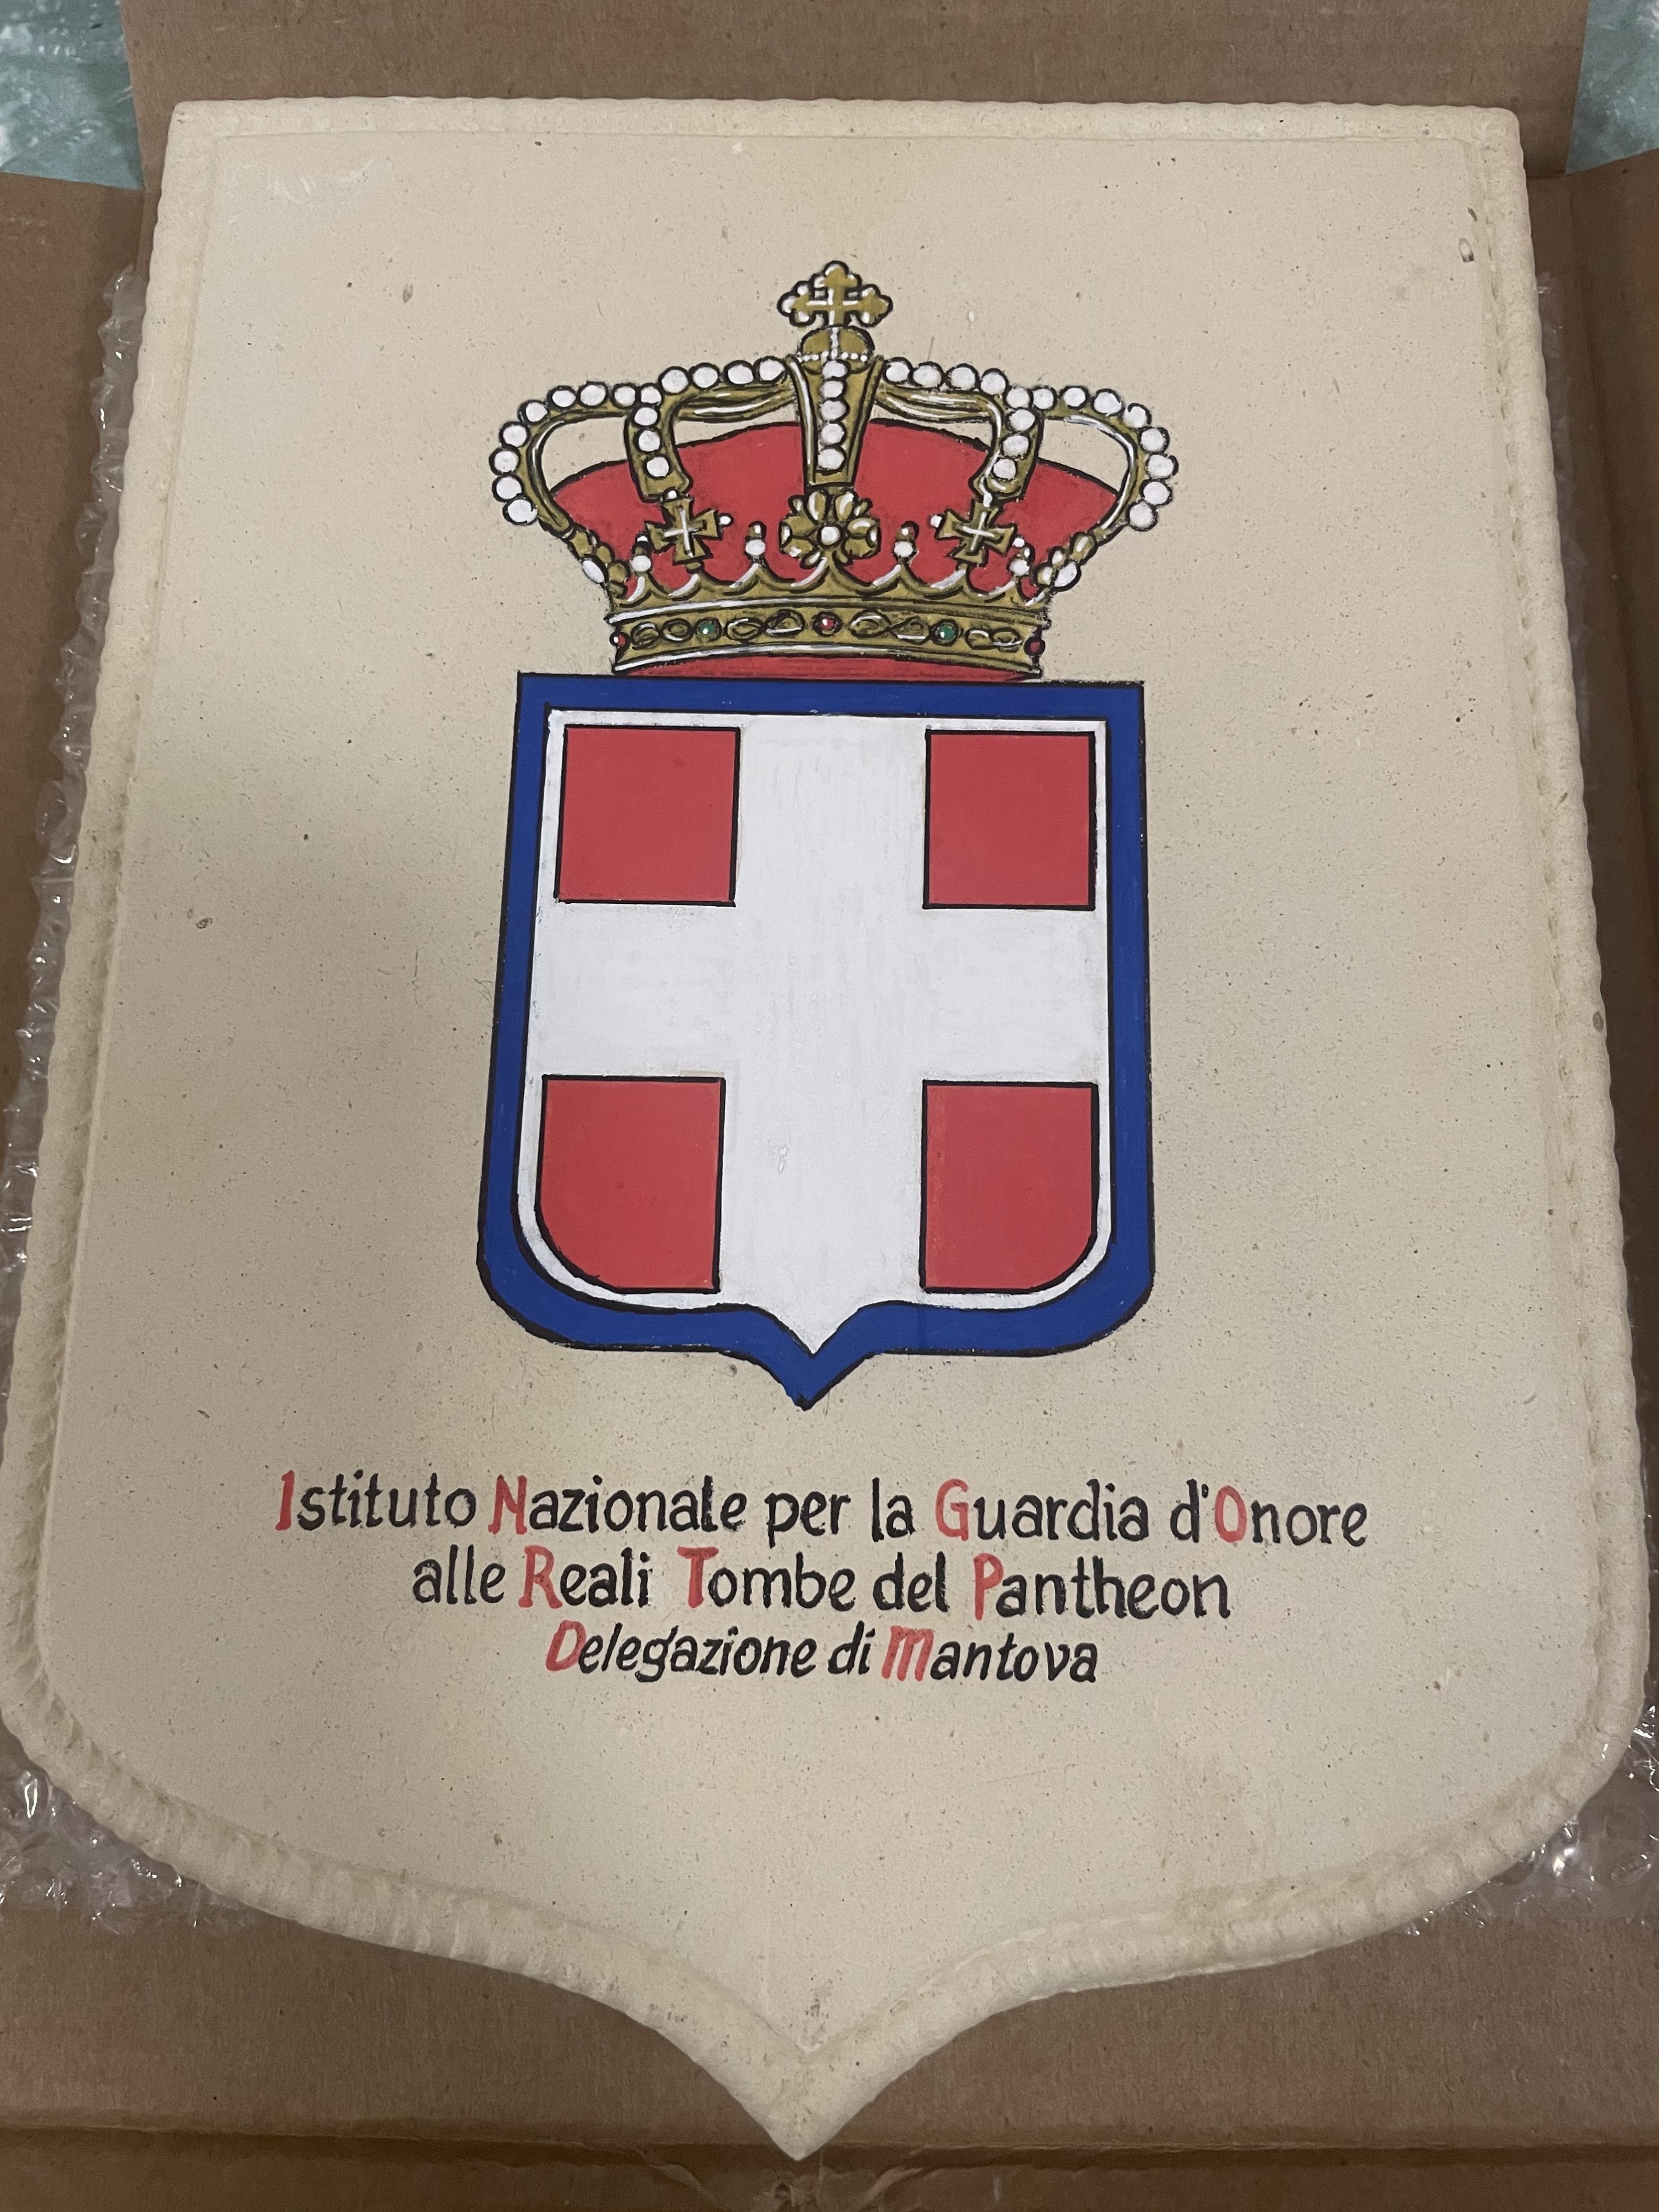 Istituto Nazionale per la Guardia d'Onore
alle Reali Tombe del Pantheon
Delegazione di Mantova